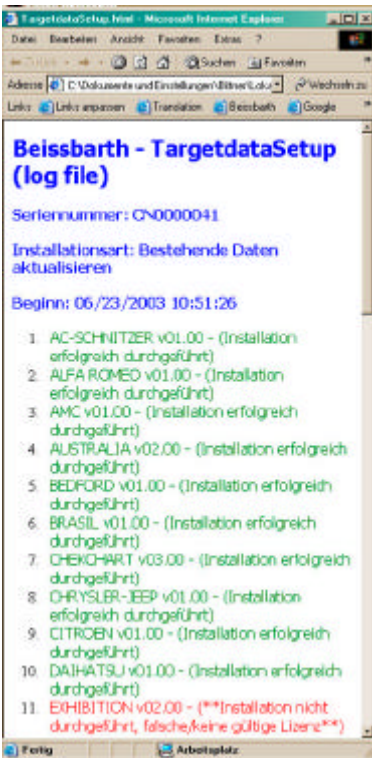 TargetdataSetup.html - Microsoft Internet Explorer
Datei Bearbeiten Ansicht Favoriten Extras ?
Suchen Favoriten
Adresse C:\Dokumente und Einstellungen\Bittner\Loka Wechseln zu
Links Links anpassen Translation Beissbarth Google
Beissbarth - TargetdataSetup
(log file)
Seriennummer: CN0000041
Installationsart: Bestehende Daten
aktualisieren
Beginn: 06/23/2003 10:51:26
1. AC-SCHNITZER v01.00 - (Installation
erfolgreich durchgeführt)
2. ALFA ROMEO v01.00 - (Installation
erfolgreich durchgeführt)
3. AMC v01.00 - (Installation erfolgreich
durchgeführt)
4. AUSTRALIA v02.00 - (Installation erfolgreich
durchgeführt)
5. BEDFORD v01.00 - (Installation erfolgreich
durchgeführt)
6. BRASIL v01.00 - (Installation erfolgreich
durchgeführt)
7. CHEKCHART v03.00 - (Installation erfolgreich
durchgeführt)
8. CHRYSLER-JEEP v01.00 - (Installation
erfolgreich durchgeführt)
9. CITROEN v01.00 - (Installation erfolgreich
durchgeführt)
10. DAIHATSU v01.00 - (Installation erfolgreich
durchgeführt)
11. EXHIBITION v02.00 - (**Installation nicht
durchgeführt, falsche/keine gültige Lizenz**)
Fertig Arbeitsplatz